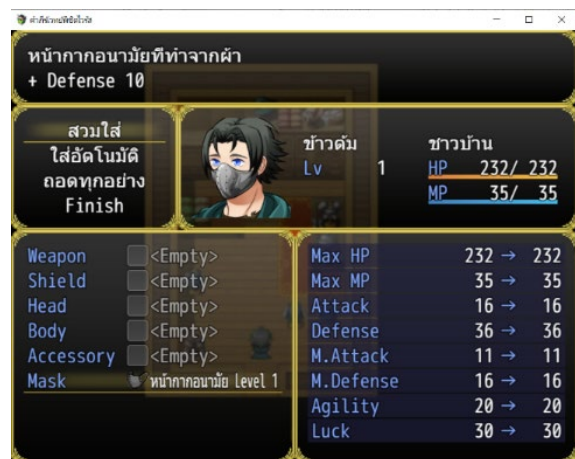 หน้ากากอนามัยที่ทำจากผ้า
+ Defense 10
สวมใส่
ใส่อัตโนมัติ
ถอดทุกอย่าง
Finish
ข้าวต้ม ชาวบ้าน
Lv 1 HP 232/ 232
MP 35/ 35
Weapon <Empty>
Shield <Empty>
Head <Empty>
Body <Empty>
Accessory <Empty>
Mask หน้ากากอนามัย Level 1
Max HP 232 → 232
Max MP 35 → 35
Attack 16 → 16
Defense 36 → 36
M.Attack 11 → 11
M.Defense 16 → 16
Agility 20 → 20
Luck 30 → 30